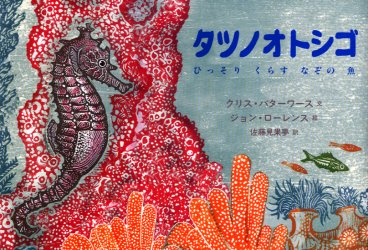 タツノオトシゴ
ひっそり くらす なぞの 魚
クリス・バターワース 文
ジョン・ローレンス 絵
佐藤見果夢 訳